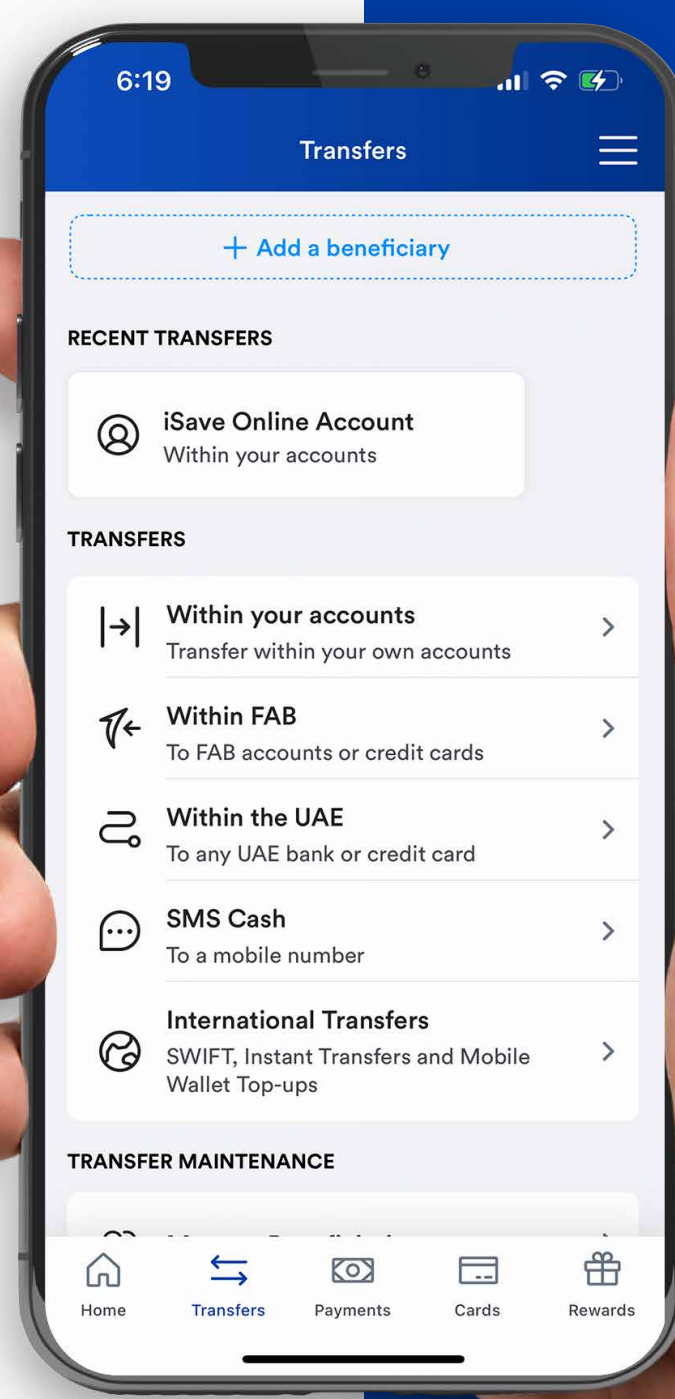 6:19
Transfers
+ Add a beneficiary
RECENT TRANSFERS
iSave Online Account
Within your accounts
TRANSFERS
Within your accounts
Transfer within your own accounts
Within FAB
To FAB accounts or credit cards
Within the UAE
To any UAE bank or credit card
SMS Cash
To a mobile number
International Transfers
SWIFT, Instant Transfers and Mobile
Wallet Top-ups
TRANSFER MAINTENANCE
Home Transfers Payments Cards Rewards